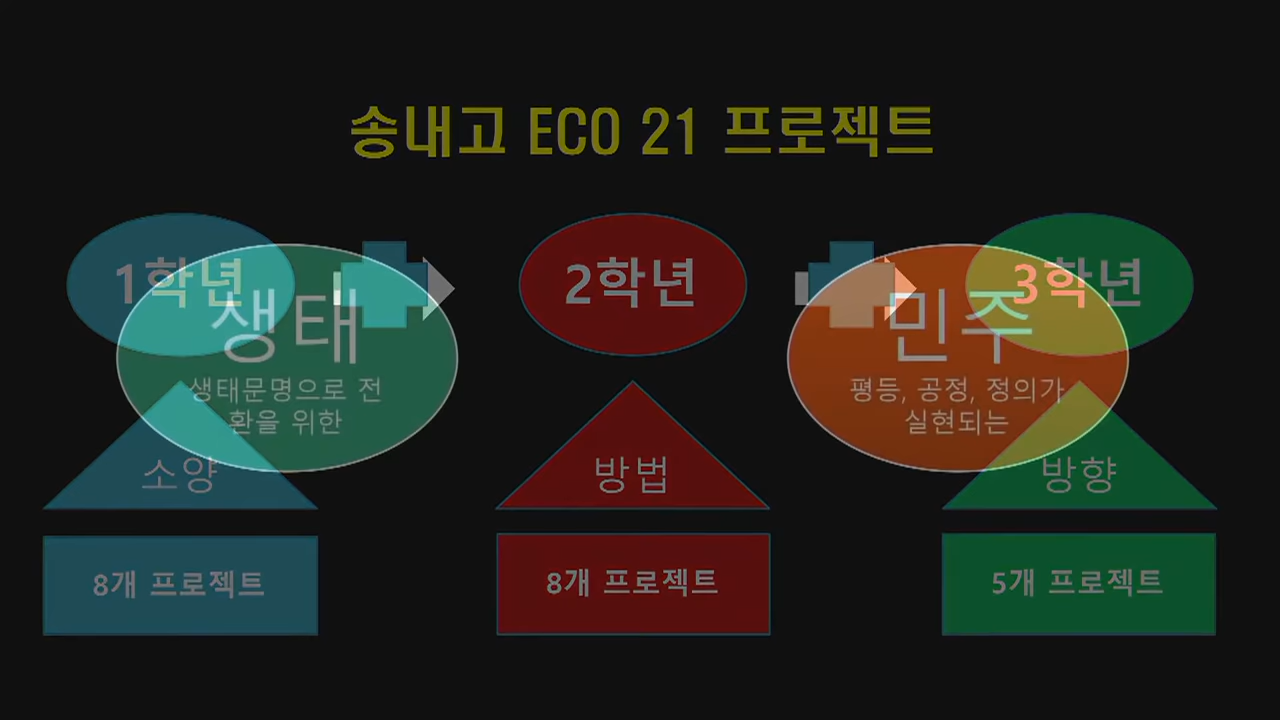 송내고 ECO 21 프로젝트
1학년
2학년
3학년
생태
민주
생태문명으로 전
환을 위한
평등, 공정, 정의가
실현되는
소양
방법
방향
8개 프로젝트
8개 프로젝트
5개 프로젝트